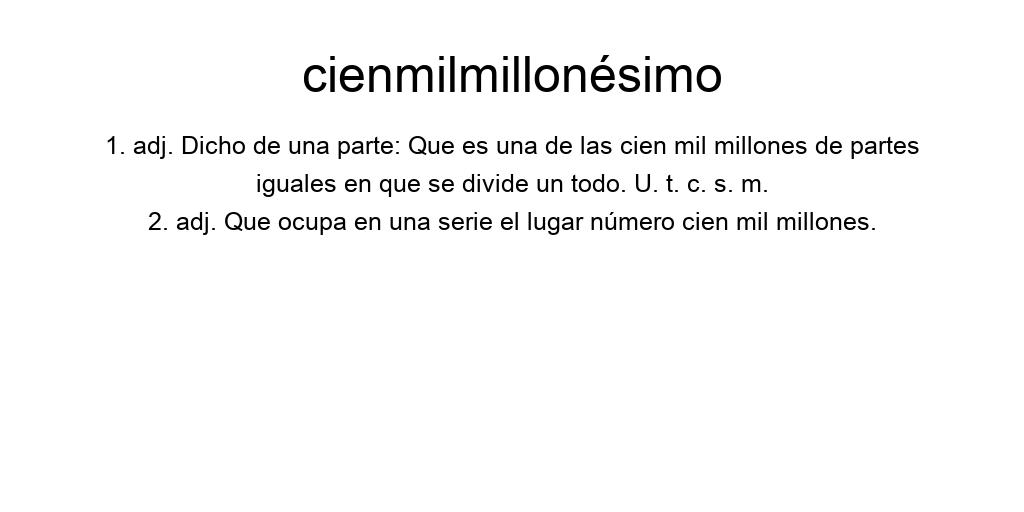 cienmilmillonésimo
1. adj. Dicho de una parte: Que es una de las cien mil millones de partes
iguales en que se divide un todo. U. t. c. s. m.
2. adj. Que ocupa en una serie el lugar número cien mil millones.